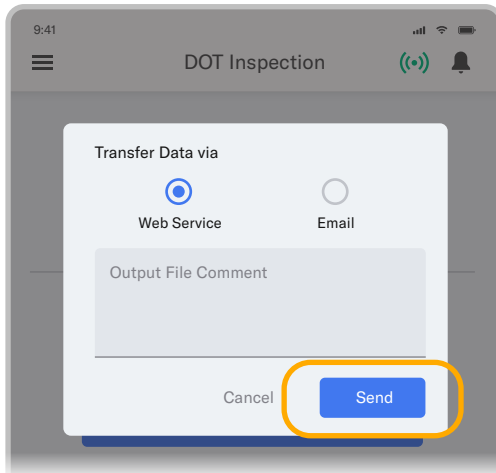 9:41
DOT Inspection
Transfer Data via
Web Service Email
Output File Comment
Cancel Send